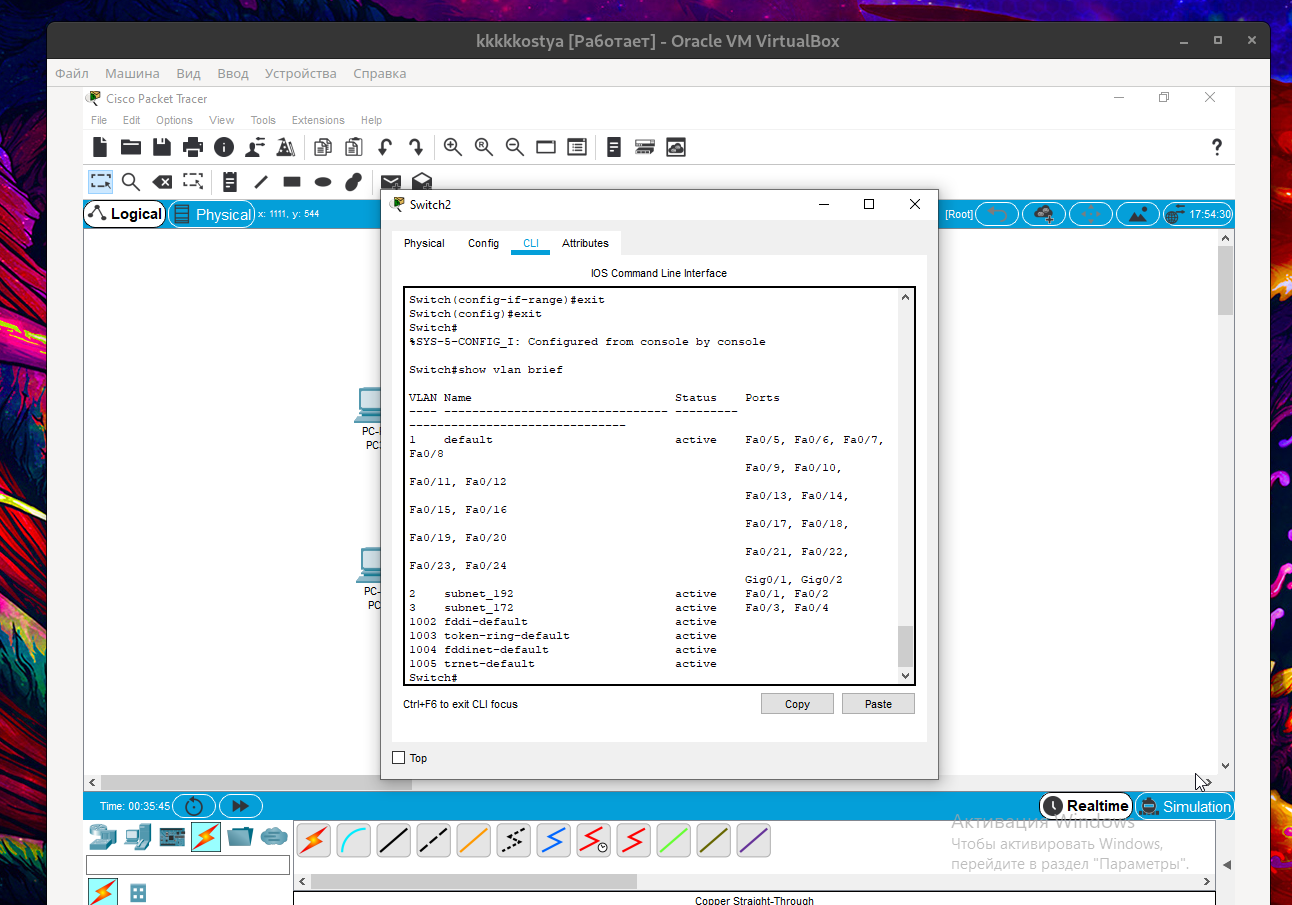 kkkkkostya [Работает] - Oracle VM VirtualBox
Файл Машина Вид Ввод Устройства Справка
Cisco Packet Tracer
File Edit Options View Tools Extensions Help
Logical Physical x: 1111, y: 544
[Root] 17:54:30
Switch2
Physical Config CLI Attributes
IOS Command Line Interface
Switch(config-if-range)#exit
Switch(config)#exit
Switch#
%SYS-5-CONFIG_I: Configured from console by console
Switch#show vlan brief
VLAN Name Status Ports
---- -------------------------------- ---------
-------------------------------
1 default active Fa0/5, Fa0/6, Fa0/7,
Fa0/8
Fa0/9, Fa0/10,
Fa0/11, Fa0/12
Fa0/13, Fa0/14,
Fa0/15, Fa0/16
Fa0/17, Fa0/18,
Fa0/19, Fa0/20
Fa0/21, Fa0/22,
Fa0/23, Fa0/24
Gig0/1, Gig0/2
2 subnet_192 active Fa0/1, Fa0/2
3 subnet_172 active Fa0/3, Fa0/4
1002 fddi-default active
1003 token-ring-default active
1004 fddinet-default active
1005 trnet-default active
Switch#
Ctrl+F6 to exit CLI focus
Copy Paste
Top
PC-
PC
PC-
PC
Time: 00:35:45
Realtime Simulation
Активация Windows
Чтобы активировать Windows,
перейдите в раздел "Параметры".
Copper Straight-Through